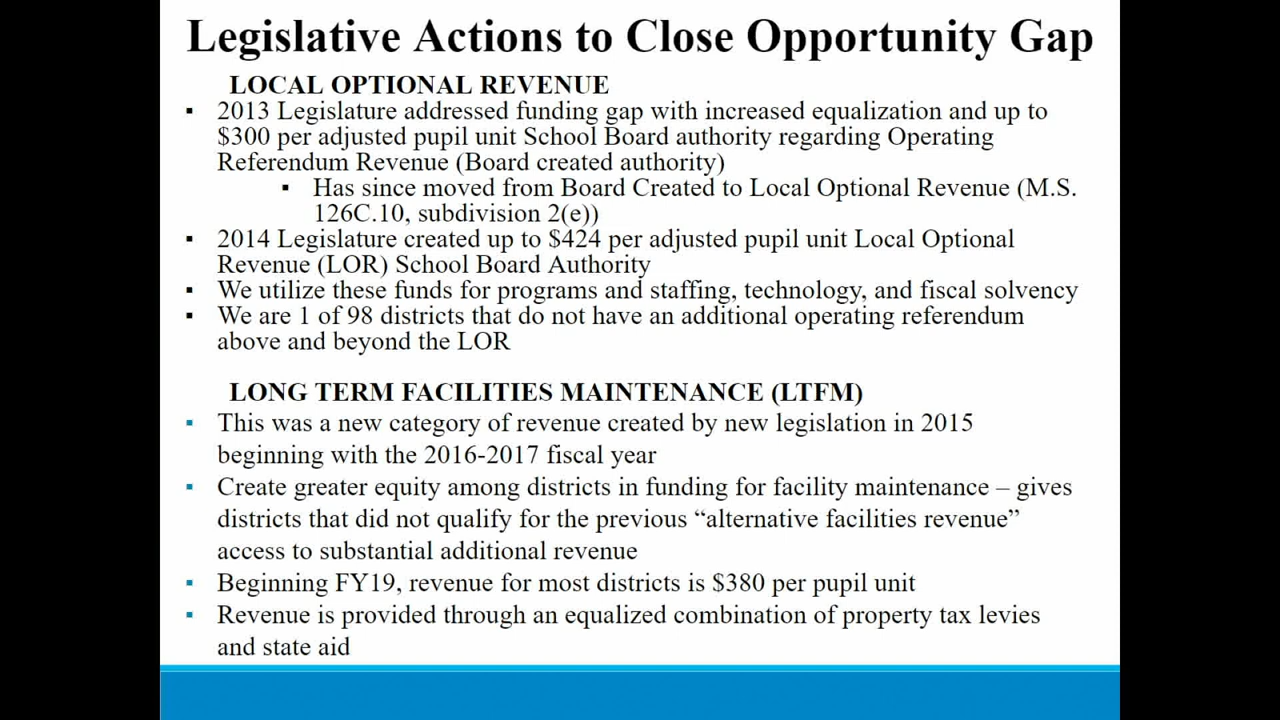 Legislative Actions to Close Opportunity Gap
LOCAL OPTIONAL REVENUE
▪ 2013 Legislature addressed funding gap with increased equalization and up to
$300 per adjusted pupil unit School Board authority regarding Operating
Referendum Revenue (Board created authority)
▪ Has since moved from Board Created to Local Optional Revenue (M.S.
126C.10, subdivision 2(e))
▪ 2014 Legislature created up to $424 per adjusted pupil unit Local Optional
Revenue (LOR) School Board Authority
▪ We utilize these funds for programs and staffing, technology, and fiscal solvency
▪ We are 1 of 98 districts that do not have an additional operating referendum
above and beyond the LOR
LONG TERM FACILITIES MAINTENANCE (LTFM)
▪ This was a new category of revenue created by new legislation in 2015
beginning with the 2016-2017 fiscal year
▪ Create greater equity among districts in funding for facility maintenance – gives
districts that did not qualify for the previous “alternative facilities revenue”
access to substantial additional revenue
▪ Beginning FY19, revenue for most districts is $380 per pupil unit
▪ Revenue is provided through an equalized combination of property tax levies
and state aid